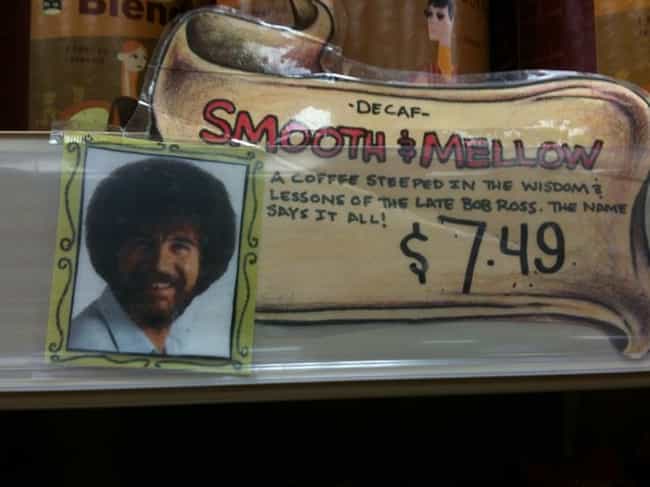 Blen
-DECAF-
SMOOTH & MELLOW
A COFFEE STEEPED IN THE WISDOM &
LESSONS OF THE LATE BOB ROSS. THE NAME
SAYS IT ALL!
$7.49